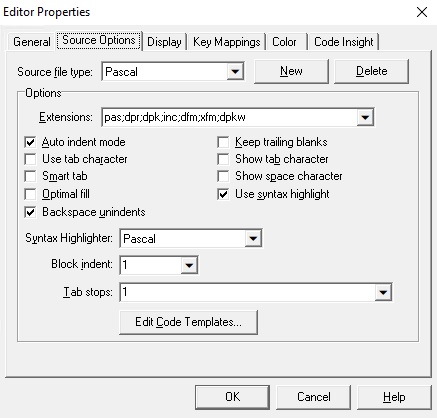 Editor Properties
General Source Options Display Key Mappings Color Code Insight
Source file type: Pascal New Delete
Options
Extensions: pas;dpr;dpk;inc;dfm;xfm;dpkw
Auto indent mode Keep trailing blanks
Use tab character Show tab character
Smart tab Show space character
Optimal fill Use syntax highlight
Backspace unindents
Syntax Highlighter: Pascal
Block indent: 1
Tab stops: 1
Edit Code Templates...
OK Cancel Help